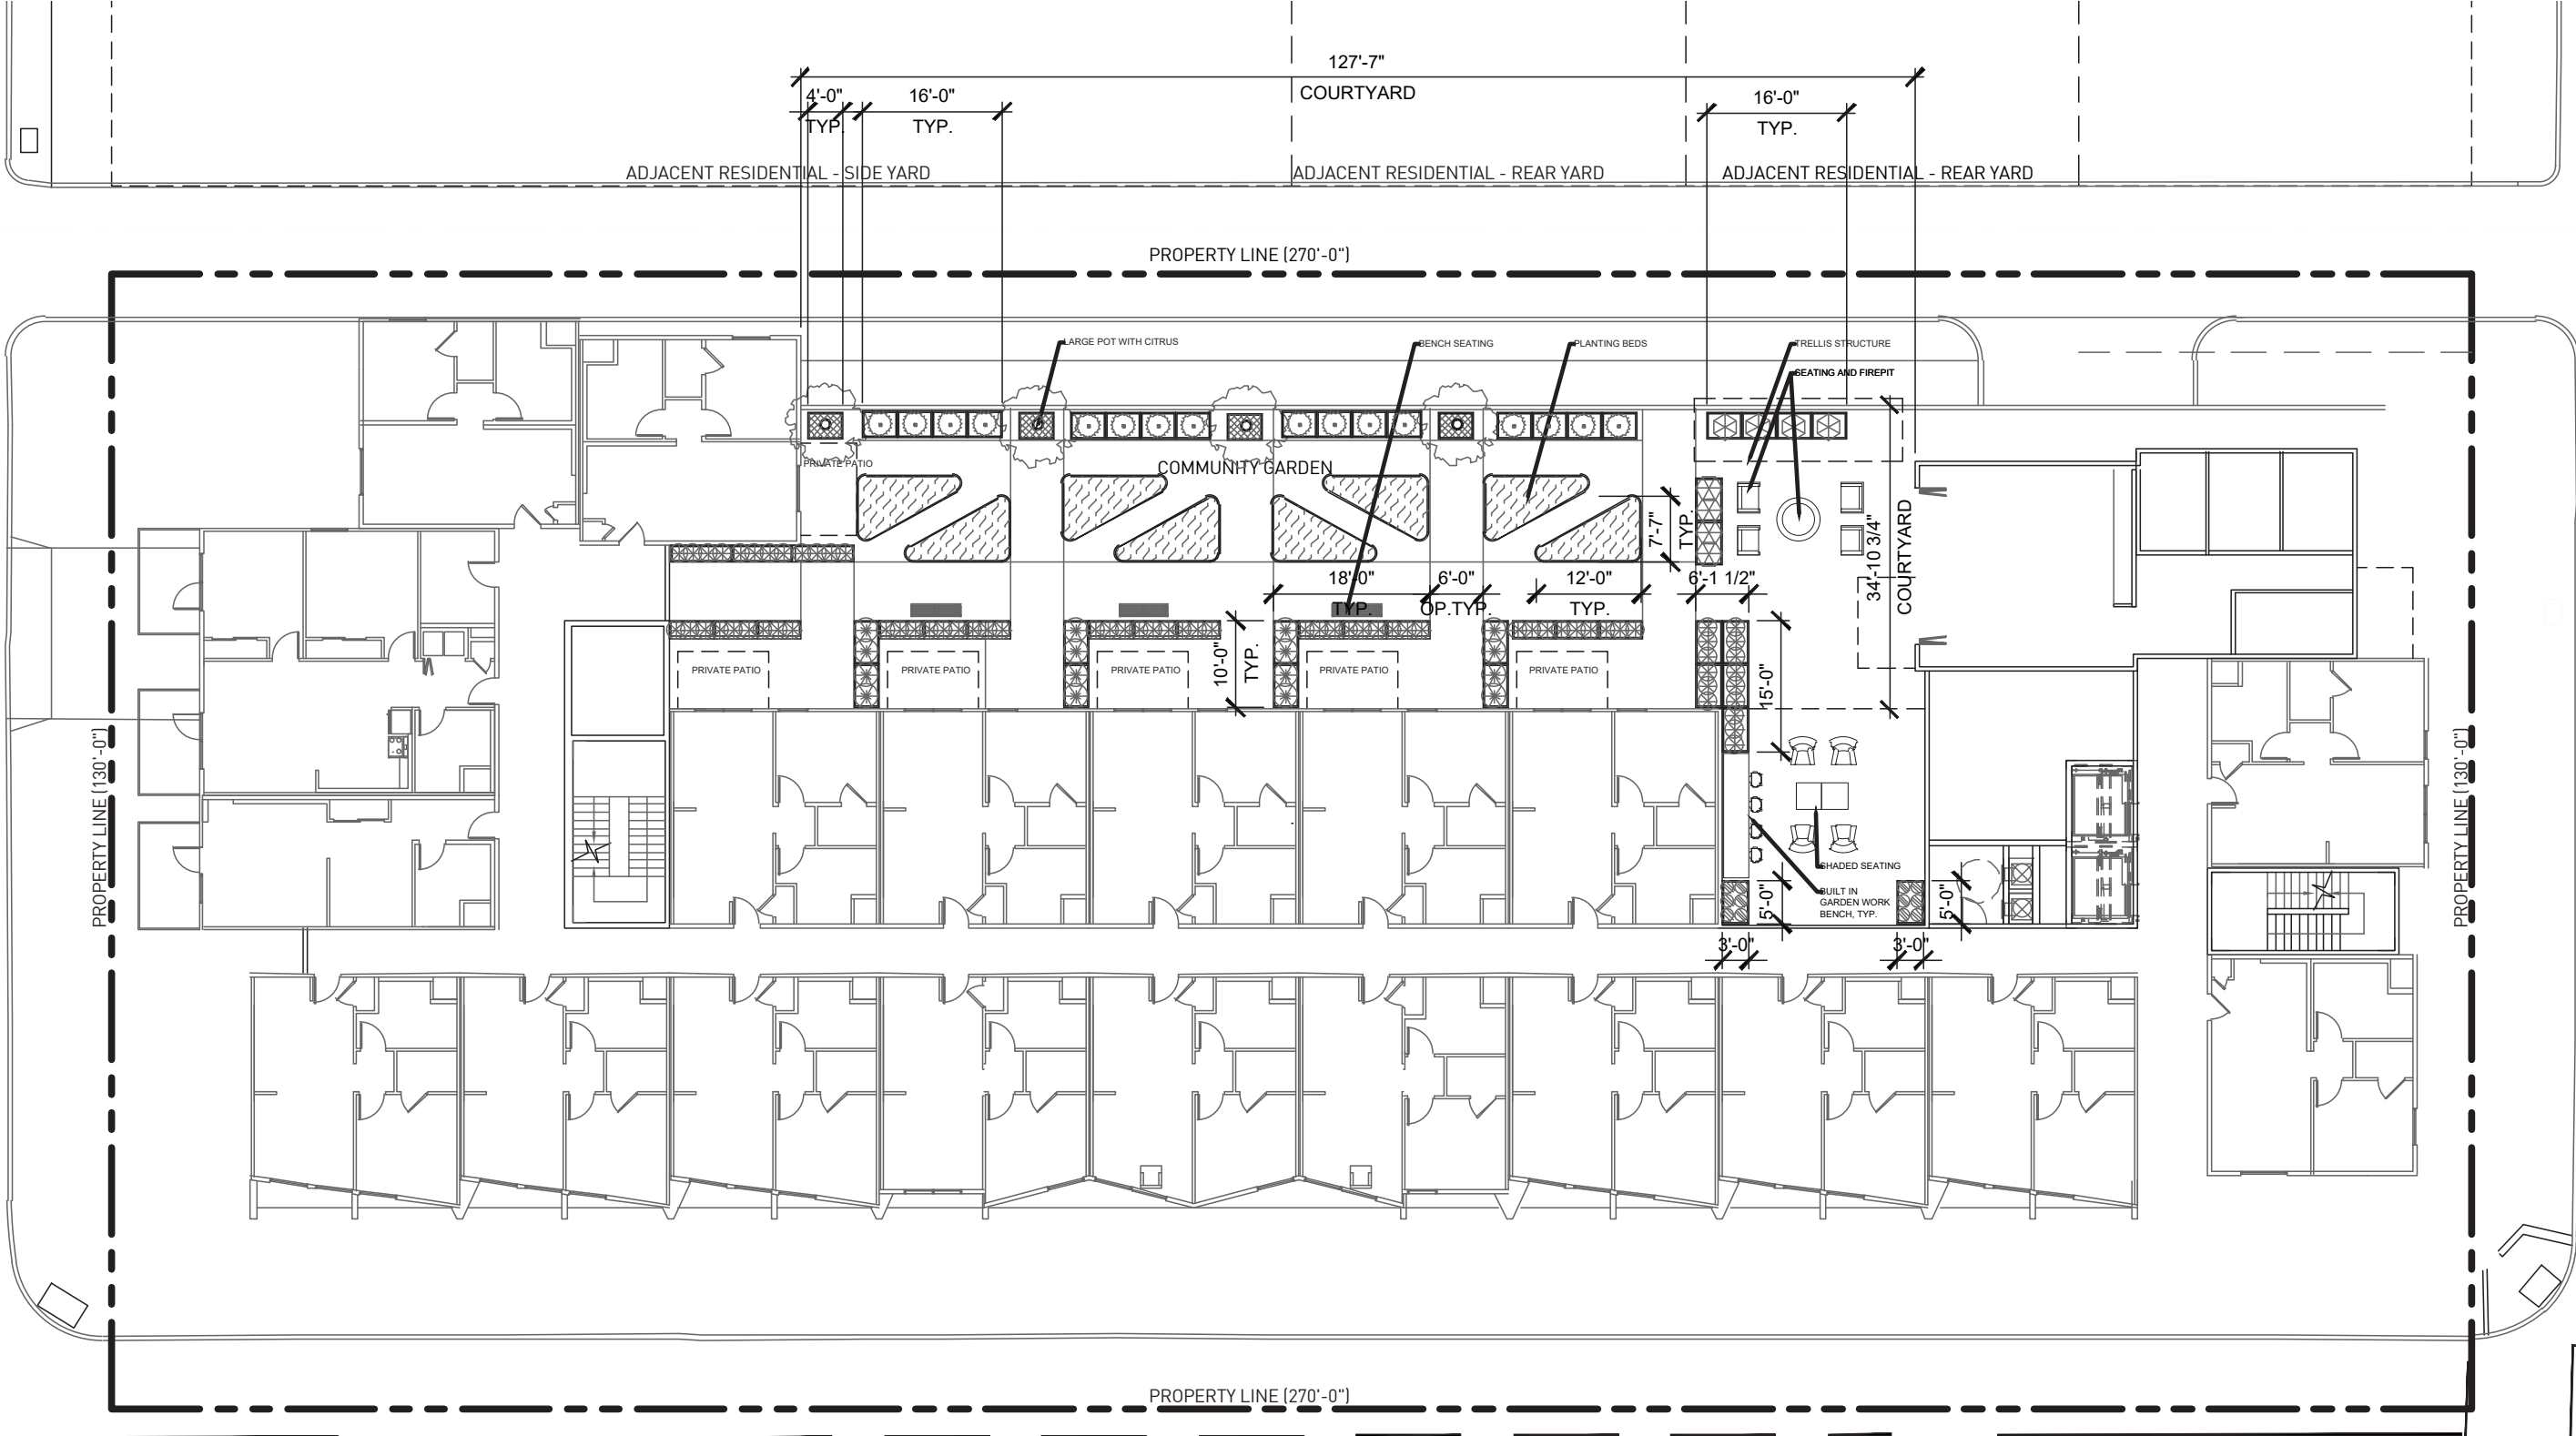 127'-7"
COURTYARD
4'-0"
TYP.
16'-0"
TYP.
16'-0"
TYP.
ADJACENT RESIDENTIAL - SIDE YARD
ADJACENT RESIDENTIAL - REAR YARD
ADJACENT RESIDENTIAL - REAR YARD
PROPERTY LINE (270'-0")
LARGE POT WITH CITRUS
BENCH SEATING
PLANTING BEDS
TRELLIS STRUCTURE
SEATING AND FIREPIT
PRIVATE PATIO
COMMUNITY GARDEN
7'-7"
TYP.
34'-10 3/4"
COURTYARD
18'-0"
TYP.
6'-0"
OP.TYP.
12'-0"
TYP.
6'-1 1/2"
10'-0"
TYP.
15'-0"
PRIVATE PATIO
PRIVATE PATIO
PRIVATE PATIO
PRIVATE PATIO
PRIVATE PATIO
PROPERTY LINE (130'-0")
PROPERTY LINE (130'-0")
SHADED SEATING
BUILT IN
GARDEN WORK
BENCH, TYP.
5'-0"
5'-0"
3'-0"
3'-0"
PROPERTY LINE (270'-0")